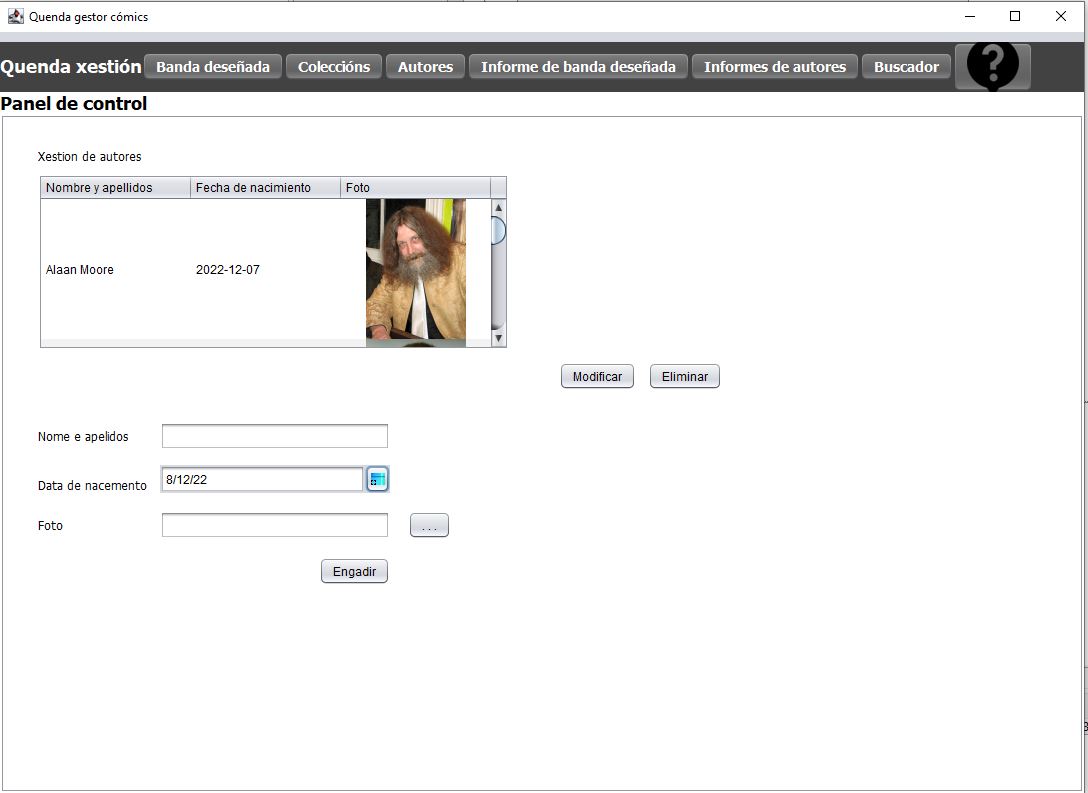 Quenda gestor cómics
Quenda xestión Banda deseñada Coleccións Autores Informe de banda deseñada Informes de autores Buscador ?
Panel de control
Xestion de autores
Nombre y apellidos Fecha de nacimiento Foto
Alaan Moore 2022-12-07
Modificar Eliminar
Nome e apelidos
Data de nacemento 8/12/22
Foto ...
Engadir